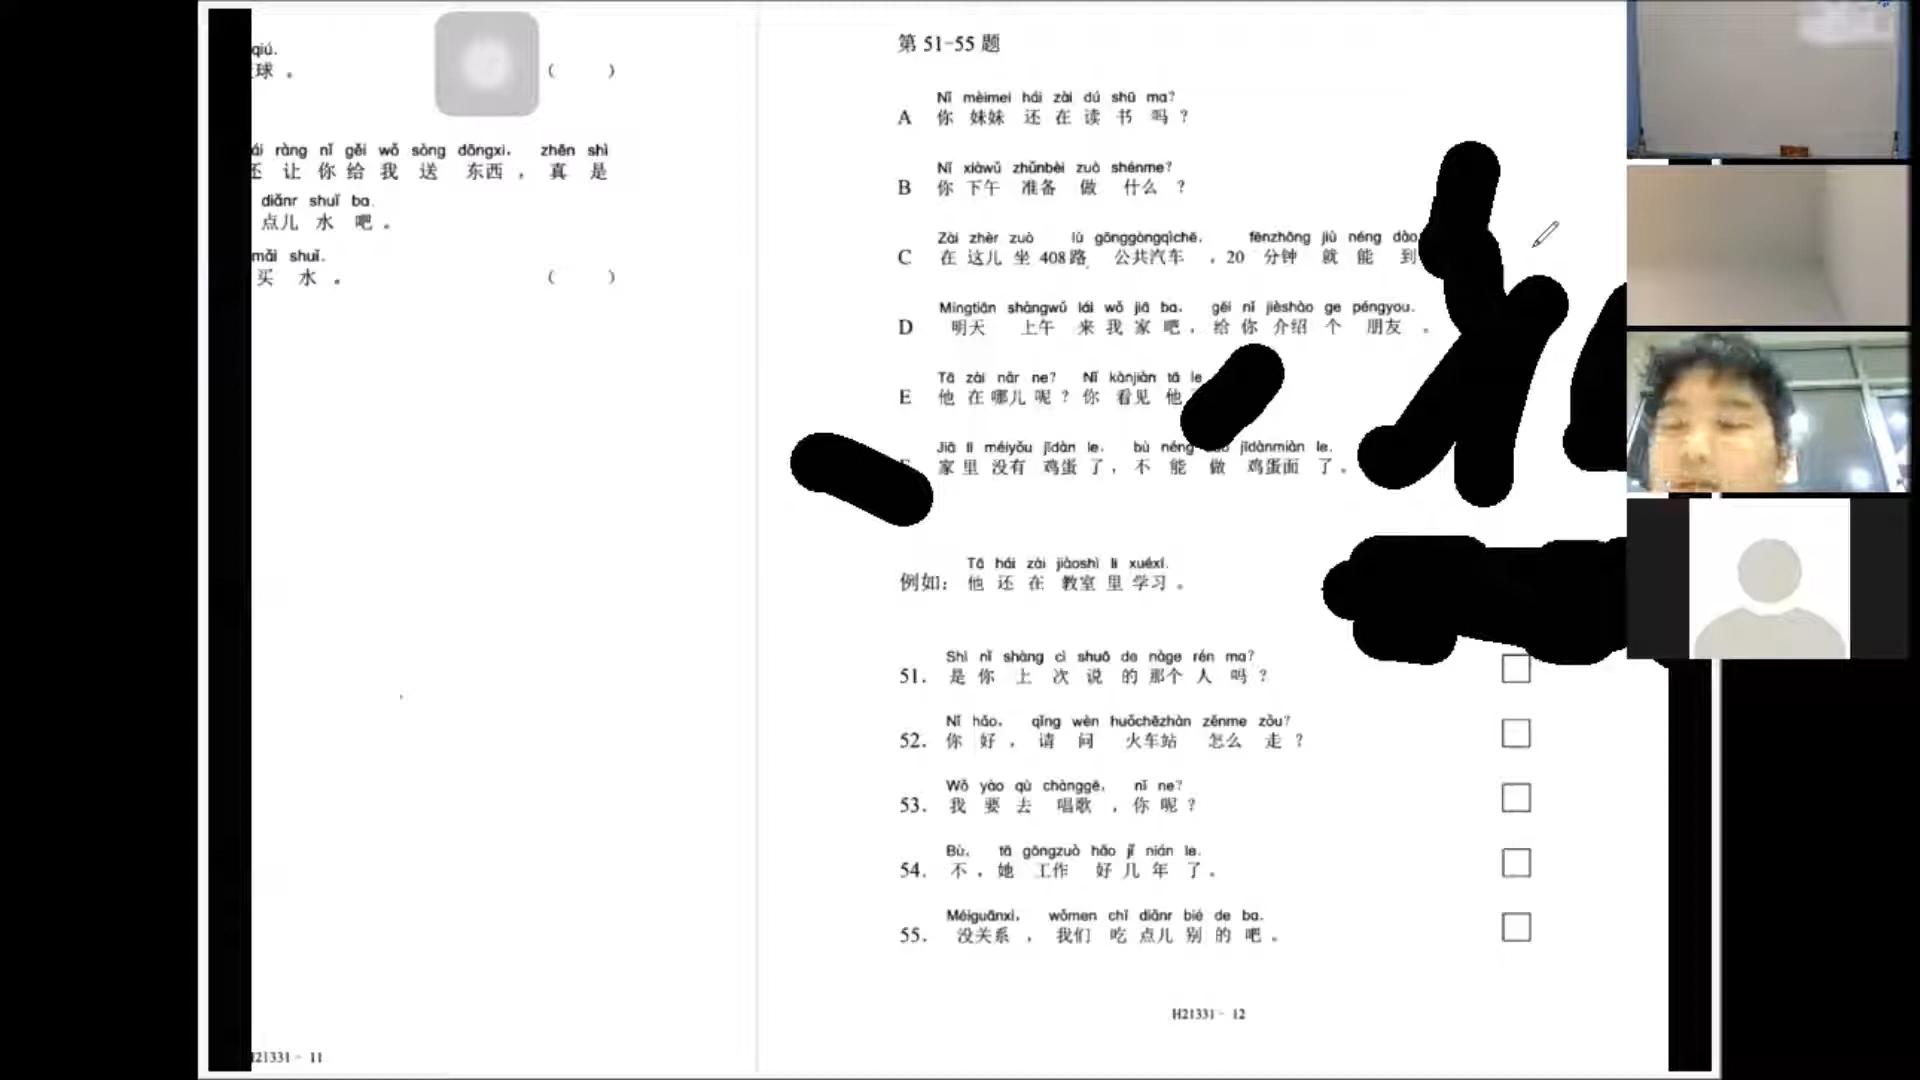 qiú.
球。
( )
ràng nǐ gěi wǒ sòng dōngxi, zhēn shì
还 让 你 给 我 送 东西 , 真 是
diǎnr shuǐ ba.
点儿 水 吧 。
mǎi shuǐ.
买 水 。
( )
H21331 - 11
第 51-55 题
Nǐ mèimei hái zài dú shū ma?
A 你 妹妹 还 在 读 书 吗 ?
Nǐ xiàwǔ zhǔnbèi zuò shénme?
B 你 下午 准备 做 什么 ?
Zài zhèr zuò lù gōnggòngqìchē, fēnzhōng jiù néng dào
C 在 这儿 坐 408 路 公共汽车 , 20 分钟 就 能 到
Míngtiān shàngwǔ lái wǒ jiā ba, gěi nǐ jièshào ge péngyou.
D 明天 上午 来 我 家 吧 , 给 你 介绍 个 朋友 。
Tā zài nǎr ne? Nǐ kànjiàn tā le
E 他 在 哪儿 呢 ? 你 看见 他
Jiā li méiyǒu jīdàn le, bù néng jīdànmiàn le.
家 里 没有 鸡蛋 了 , 不 能 做 鸡蛋面 了 。
Tā hái zài jiàoshì li xuéxí.
例如: 他 还 在 教室 里 学习 。
Shì nǐ shàng cì shuō de nàge rén ma?
51. 是 你 上 次 说 的 那个 人 吗 ?
Nǐ hǎo, qǐng wèn huǒchēzhàn zěnme zǒu?
52. 你 好 , 请 问 火车站 怎么 走 ?
Wǒ yào qù chànggē, nǐ ne?
53. 我 要 去 唱歌 , 你 呢 ?
Bù, tā gōngzuò hǎo jǐ nián le.
54. 不 , 她 工作 好 几 年 了 。
Méiguānxi, wǒmen chī diǎnr bié de ba.
55. 没关系 , 我们 吃 点儿 别 的 吧 。
H21331 - 12